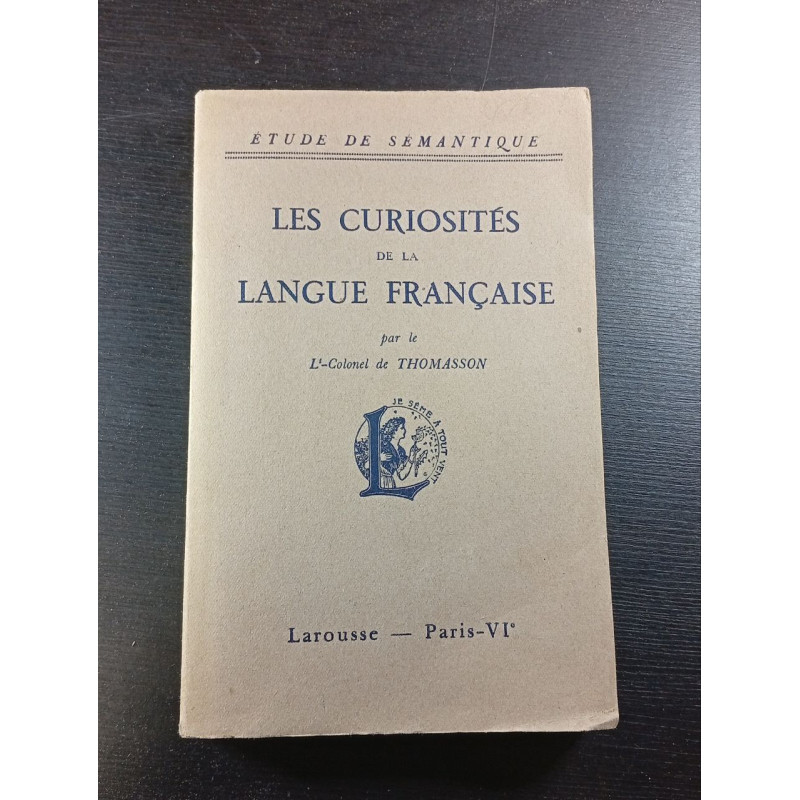 ÉTUDE DE SÉMANTIQUE
LES CURIOSITÉS
DE LA
LANGUE FRANÇAISE
par le
Lᵗ-Colonel de THOMASSON
JE SÈME À TOUT VENT
L
Larousse — Paris-VIᵉ